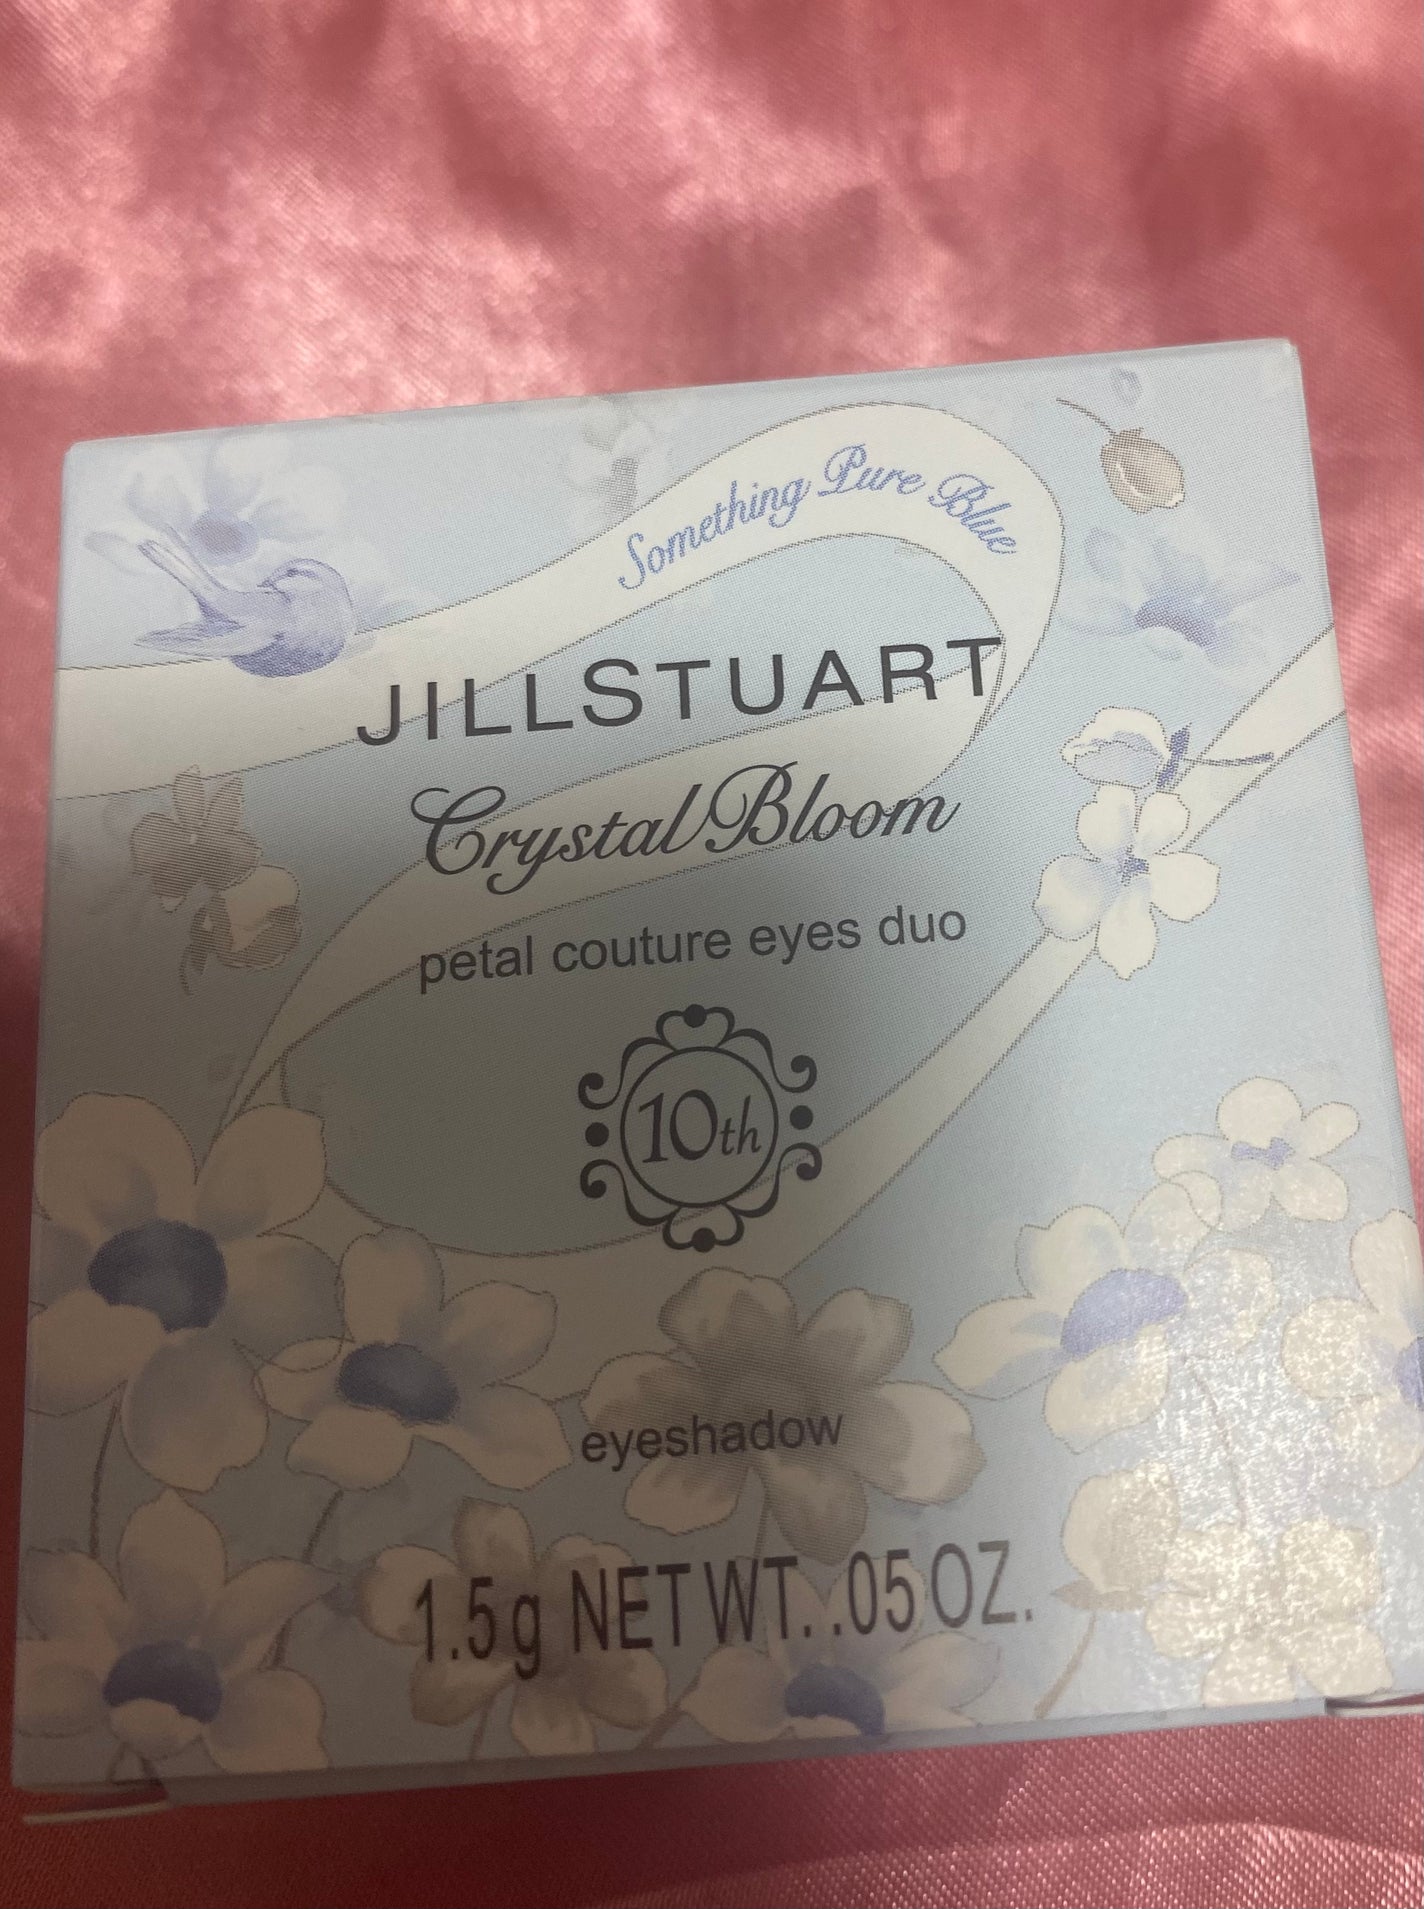 Something Pure Blue
JILLSTUART
Crystal Bloom
petal couture eyes duo
10th
eyeshadow
1.5g NET WT. .05 OZ.